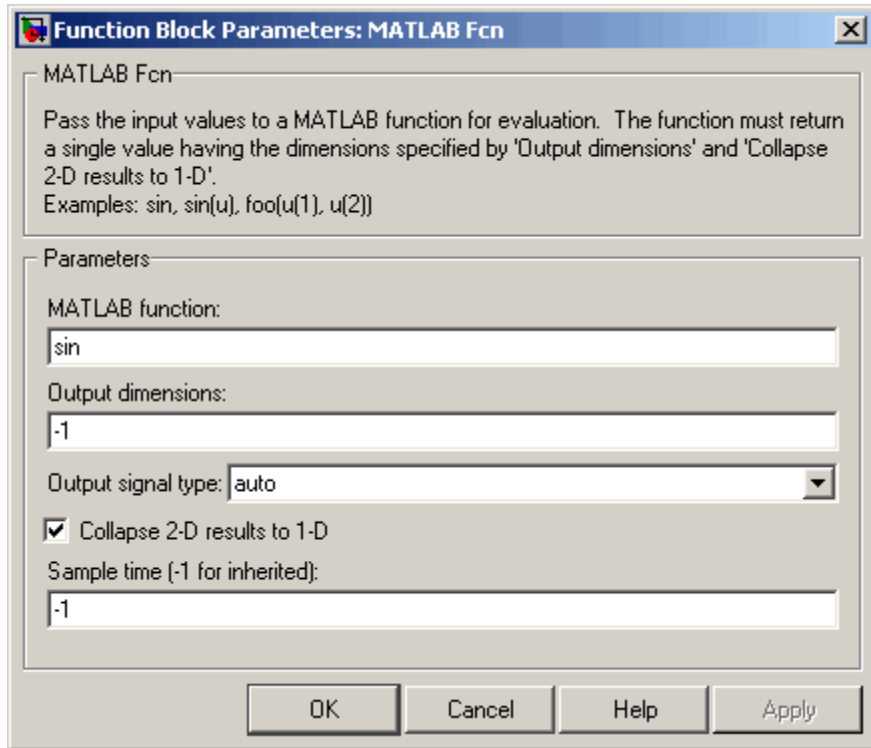 Function Block Parameters: MATLAB Fcn
MATLAB Fcn
Pass the input values to a MATLAB function for evaluation. The function must return
a single value having the dimensions specified by 'Output dimensions' and 'Collapse
2-D results to 1-D'.
Examples: sin, sin(u), foo(u(1), u(2))
Parameters
MATLAB function:
sin
Output dimensions:
-1
Output signal type: auto
Collapse 2-D results to 1-D
Sample time (-1 for inherited):
-1
OK Cancel Help Apply